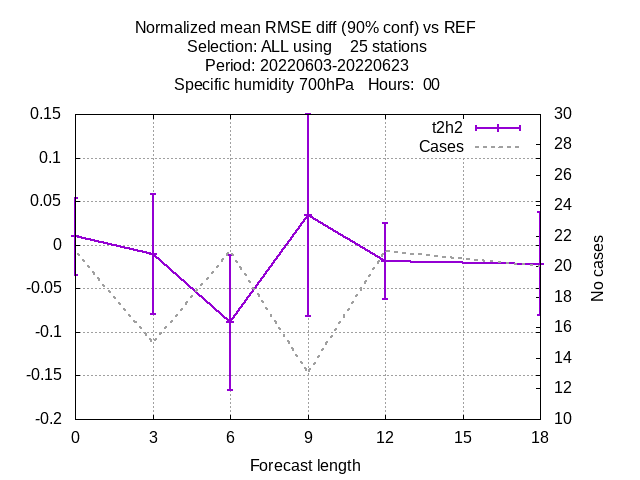 Normalized mean RMSE diff (90% conf) vs REF
Selection: ALL using    25 stations
Period: 20220603-20220623
Specific humidity 700hPa   Hours:  00
t2h2
Cases
0.15
0.1
0.05
0
-0.05
-0.1
-0.15
-0.2
30
28
26
24
22
20
18
16
14
12
10
No cases
0 3 6 9 12 15 18
Forecast length